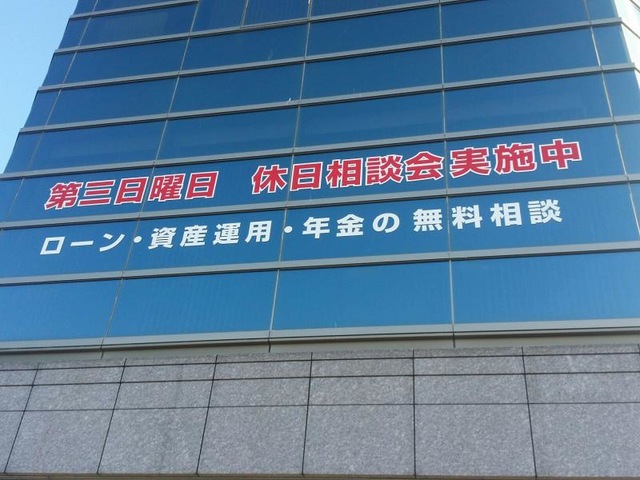 第三日曜日 休日相談会実施中
ローン・資産運用・年金の無料相談